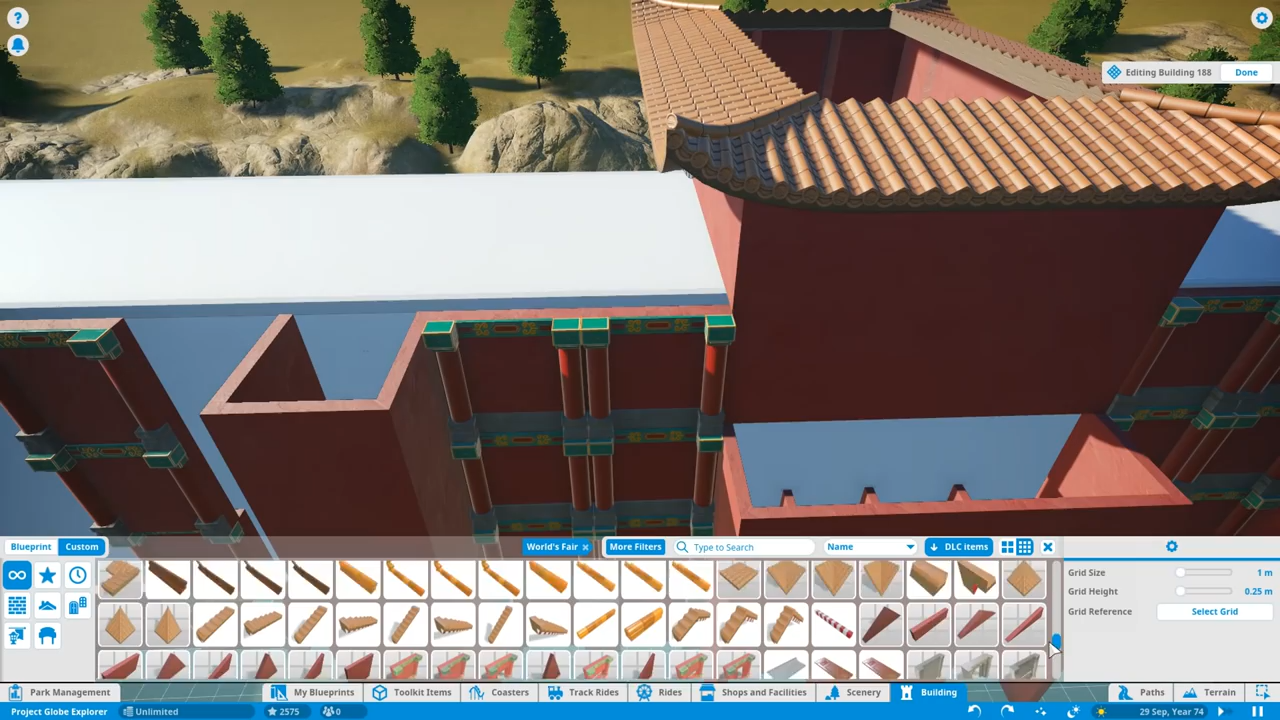 ?
Editing Building 188
Done
Blueprint
Custom
World's Fair ×
More Filters
Type to Search
Name
DLC items
Grid Size
1 m
Grid Height
0.25 m
Grid Reference
Select Grid
Park Management
My Blueprints
Toolkit Items
Coasters
Track Rides
Rides
Shops and Facilities
Scenery
Building
Paths
Terrain
Project Globe Explorer
Unlimited
2575
0
29 Sep, Year 74